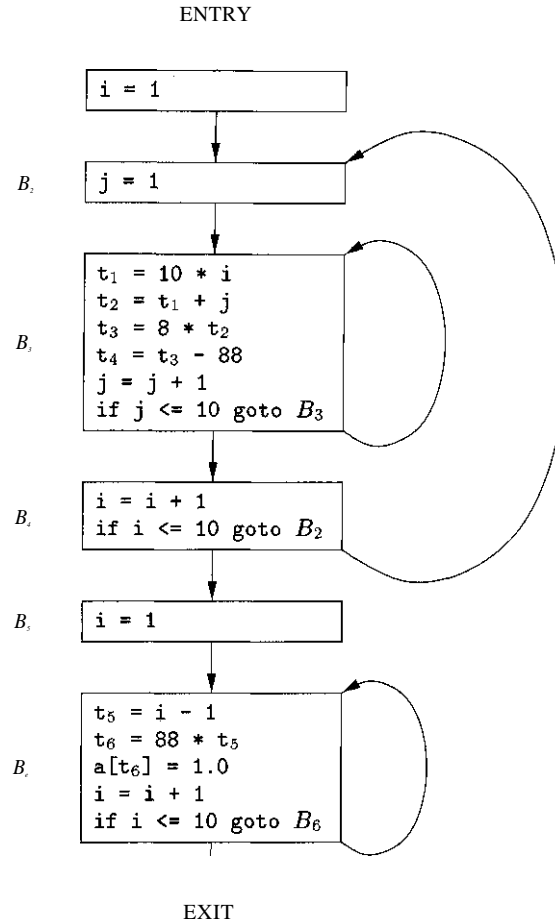 ENTRY
i = 1
B₂
j = 1
B₃
t₁ = 10 * i
t₂ = t₁ + j
t₃ = 8 * t₂
t₄ = t₃ - 88
j = j + 1
if j <= 10 goto B₃
B₄
i = i + 1
if i <= 10 goto B₂
B₅
i = 1
B₆
t₅ = i - 1
t₆ = 88 * t₅
a[t₆] = 1.0
i = i + 1
if i <= 10 goto B₆
EXIT